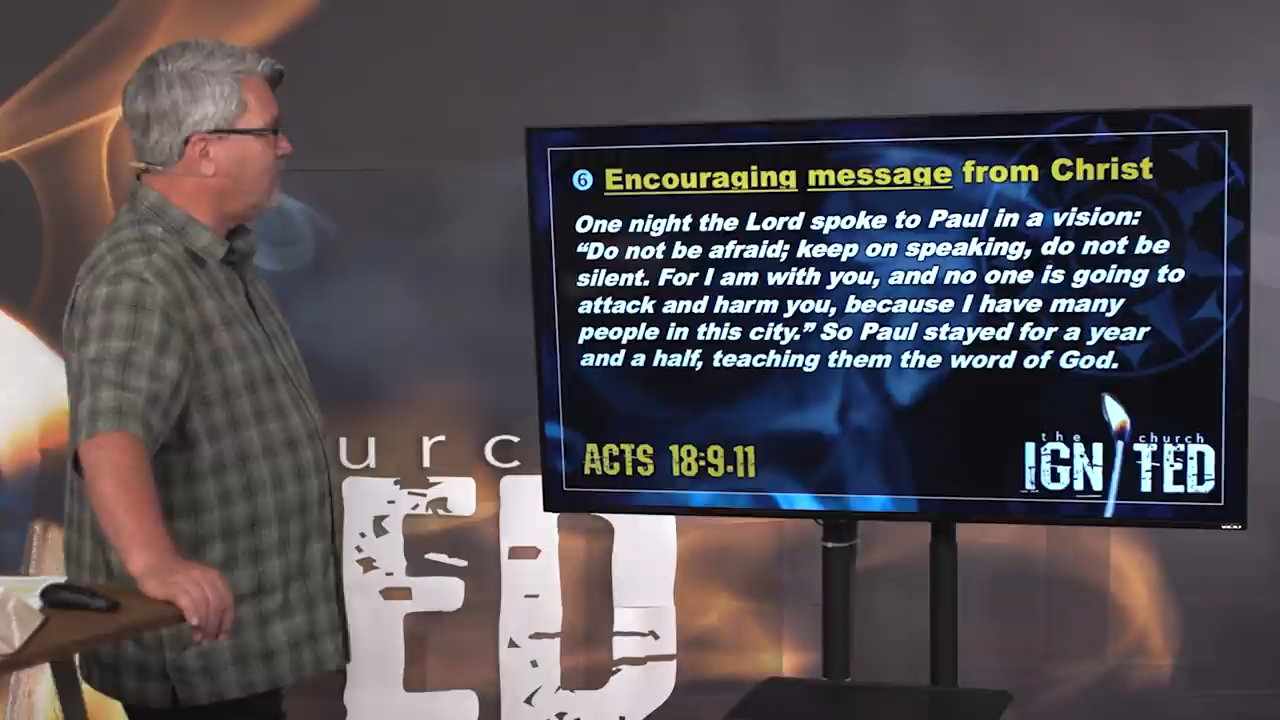 ❻ Encouraging message from Christ
One night the Lord spoke to Paul in a vision:
“Do not be afraid; keep on speaking, do not be
silent. For I am with you, and no one is going to
attack and harm you, because I have many
people in this city.” So Paul stayed for a year
and a half, teaching them the word of God.
ACTS 18:9-11
the church
IGNITED
urc
ED
VIZIO